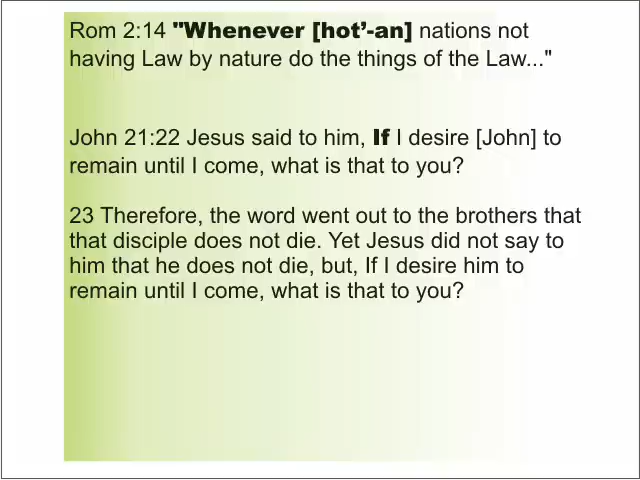 Rom 2:14 "Whenever [hot’-an] nations not
having Law by nature do the things of the Law..."
John 21:22 Jesus said to him, If I desire [John] to
remain until I come, what is that to you?
23 Therefore, the word went out to the brothers that
that disciple does not die. Yet Jesus did not say to
him that he does not die, but, If I desire him to
remain until I come, what is that to you?